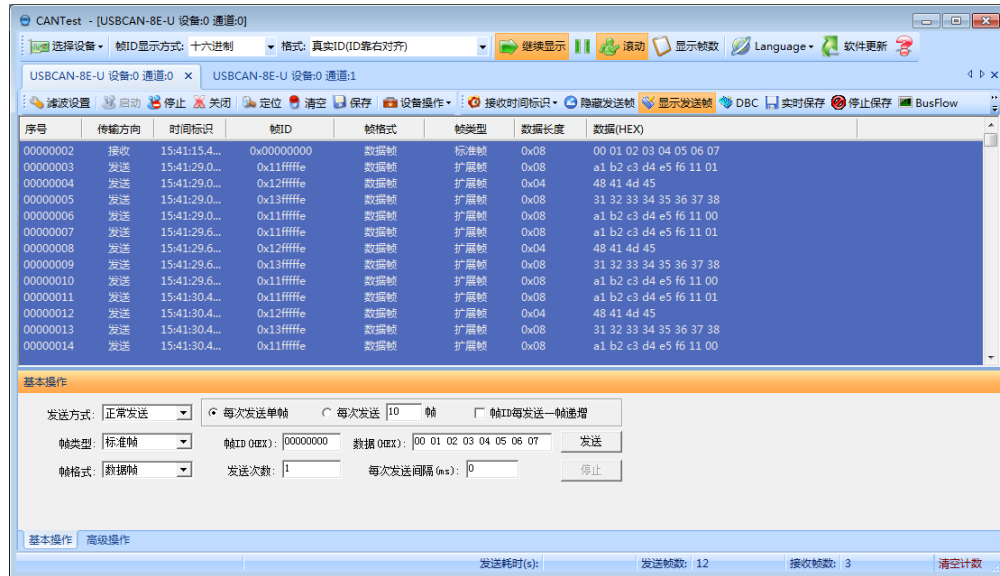 CANTest - [USBCAN-8E-U 设备:0 通道:0]
选择设备 帧ID显示方式: 十六进制 格式: 真实ID(ID靠右对齐) 继续显示 滚动 显示帧数 Language 软件更新
USBCAN-8E-U 设备:0 通道:0 × USBCAN-8E-U 设备:0 通道:1
滤波设置 启动 停止 关闭 定位 清空 保存 设备操作 接收时间标识 隐藏发送帧 显示发送帧 DBC 实时保存 停止保存 BusFlow
序号 传输方向 时间标识 帧ID 帧格式 帧类型 数据长度 数据(HEX)
00000002 接收 15:41:15.4... 0x00000000 数据帧 标准帧 0x08 00 01 02 03 04 05 06 07
00000003 发送 15:41:29.0... 0x11fffffe 数据帧 扩展帧 0x08 a1 b2 c3 d4 e5 f6 11 01
00000004 发送 15:41:29.0... 0x12fffffe 数据帧 扩展帧 0x04 48 41 4d 45
00000005 发送 15:41:29.0... 0x13fffffe 数据帧 扩展帧 0x08 31 32 33 34 35 36 37 38
00000006 发送 15:41:29.0... 0x11fffffe 数据帧 扩展帧 0x08 a1 b2 c3 d4 e5 f6 11 00
00000007 发送 15:41:29.6... 0x11fffffe 数据帧 扩展帧 0x08 a1 b2 c3 d4 e5 f6 11 01
00000008 发送 15:41:29.6... 0x12fffffe 数据帧 扩展帧 0x04 48 41 4d 45
00000009 发送 15:41:29.6... 0x13fffffe 数据帧 扩展帧 0x08 31 32 33 34 35 36 37 38
00000010 发送 15:41:29.6... 0x11fffffe 数据帧 扩展帧 0x08 a1 b2 c3 d4 e5 f6 11 00
00000011 发送 15:41:30.4... 0x11fffffe 数据帧 扩展帧 0x08 a1 b2 c3 d4 e5 f6 11 01
00000012 发送 15:41:30.4... 0x12fffffe 数据帧 扩展帧 0x04 48 41 4d 45
00000013 发送 15:41:30.4... 0x13fffffe 数据帧 扩展帧 0x08 31 32 33 34 35 36 37 38
00000014 发送 15:41:30.4... 0x11fffffe 数据帧 扩展帧 0x08 a1 b2 c3 d4 e5 f6 11 00
基本操作
发送方式: 正常发送 每次发送单帧 每次发送 10 帧 帧ID每发送一帧递增
帧类型: 标准帧 帧ID(HEX): 00000000 数据(HEX): 00 01 02 03 04 05 06 07 发送
帧格式: 数据帧 发送次数: 1 每次发送间隔(ms): 0 停止
基本操作 高级操作
发送耗时(s): 发送帧数: 12 接收帧数: 3 清空计数